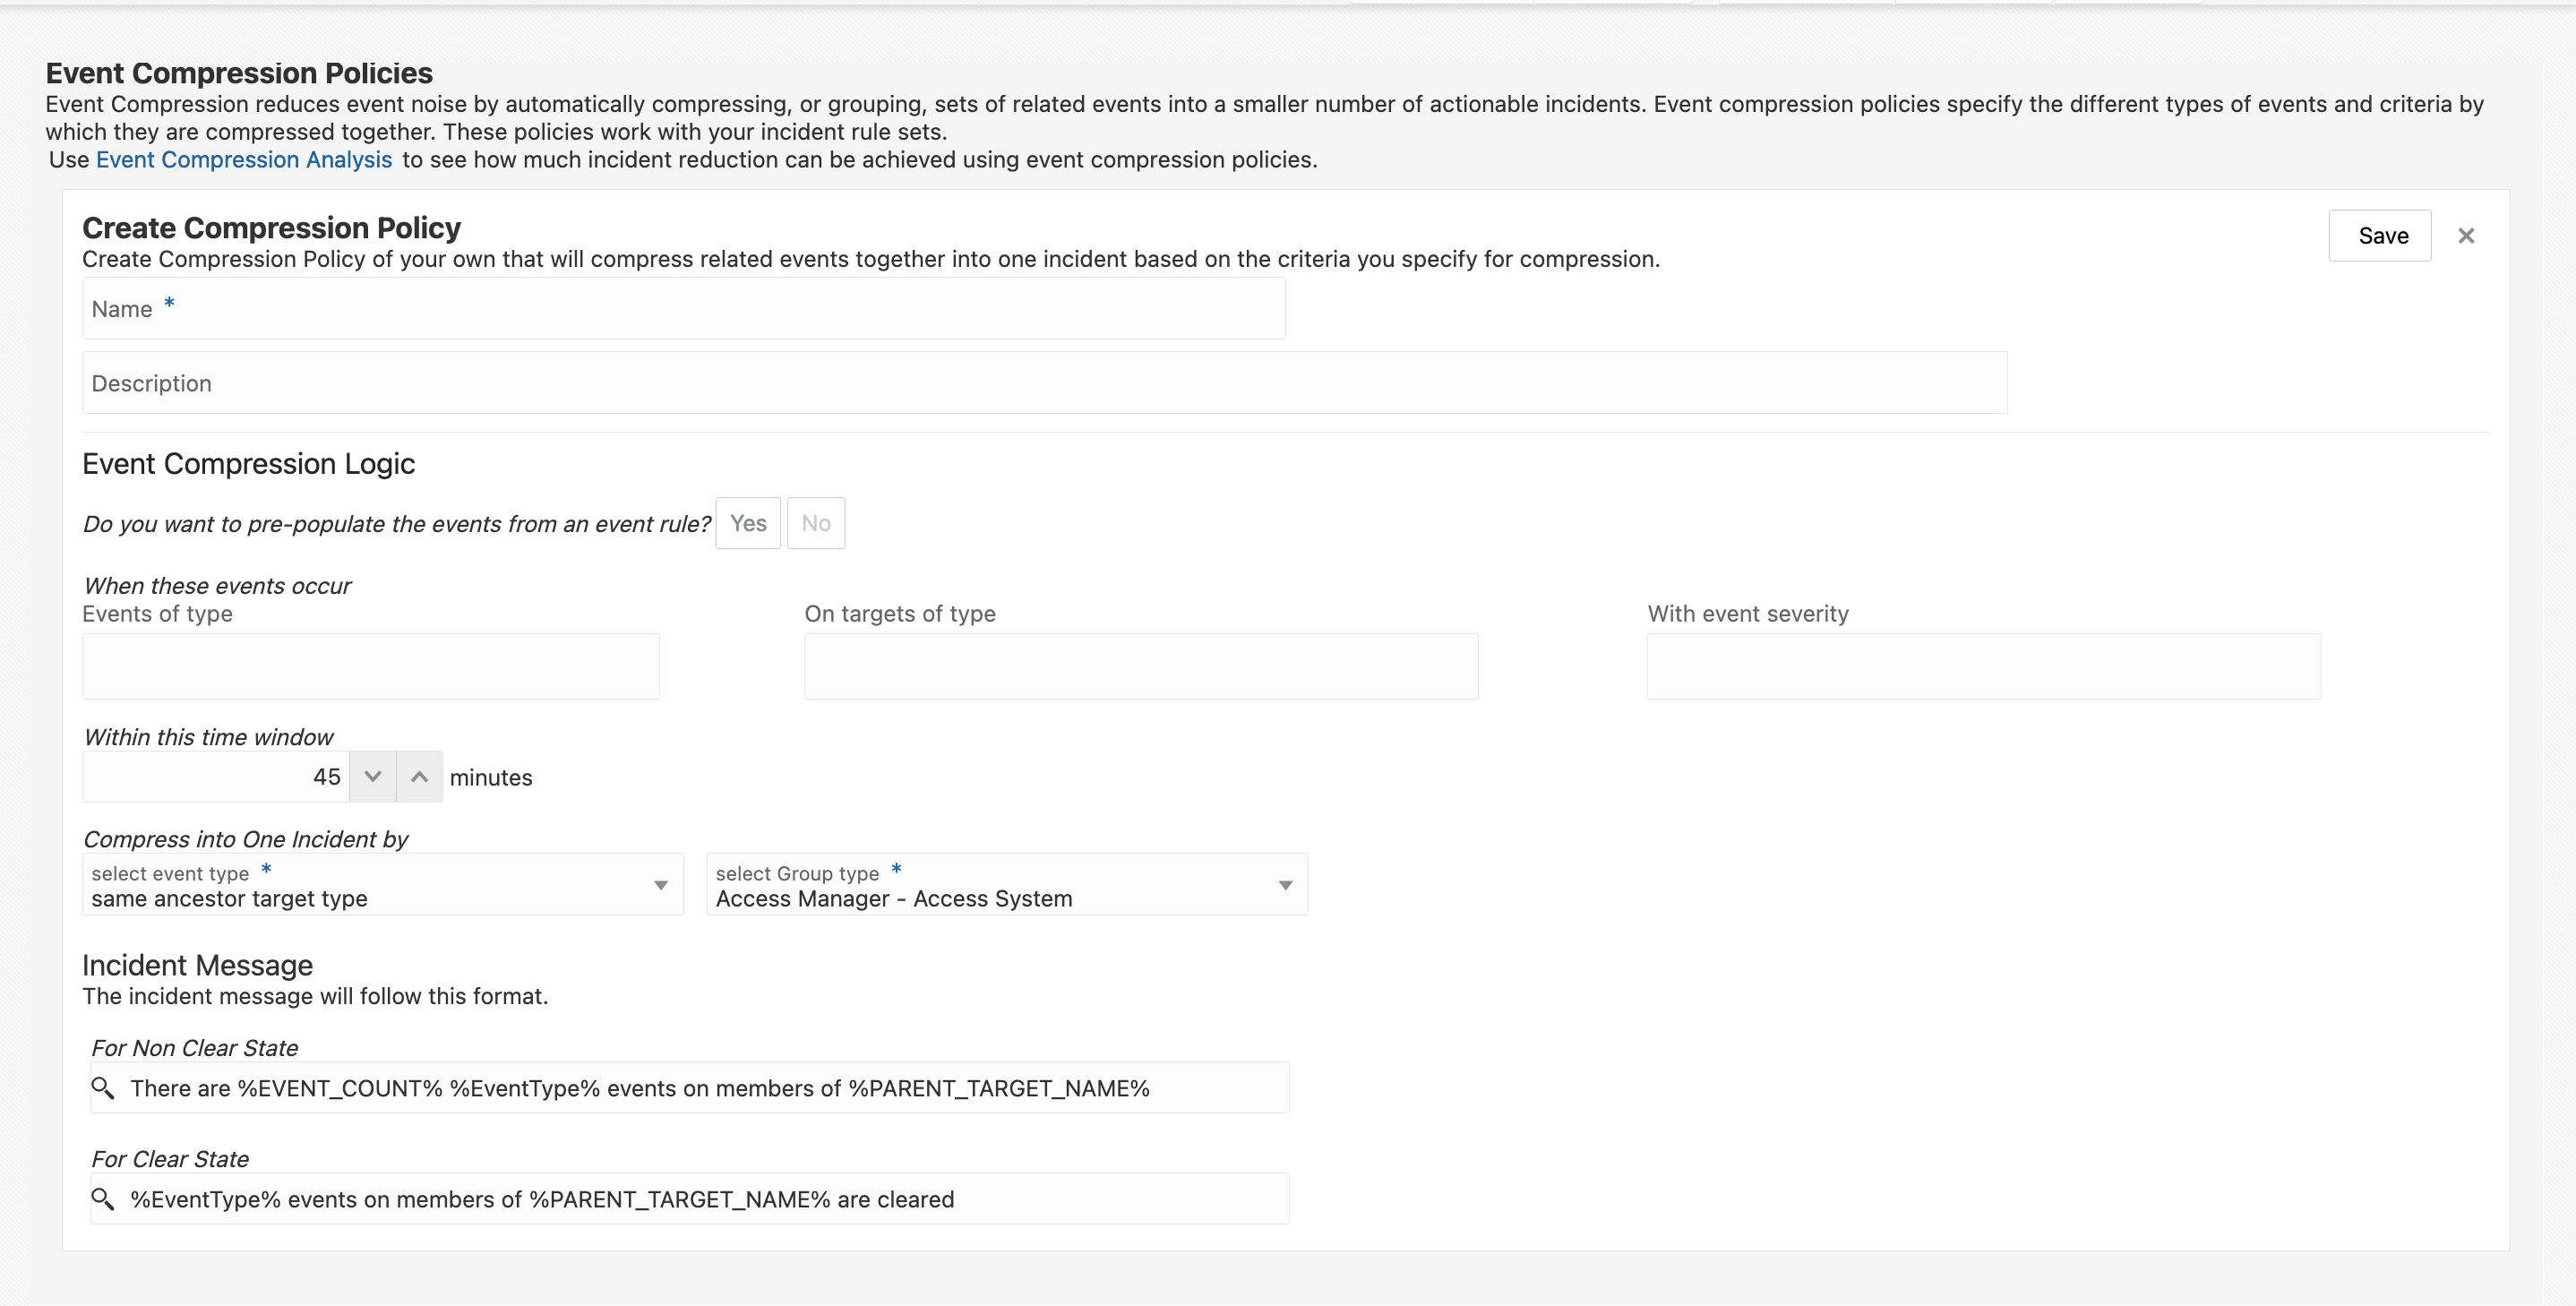 Event Compression Policies
Event Compression reduces event noise by automatically compressing, or grouping, sets of related events into a smaller number of actionable incidents. Event compression policies specify the different types of events and criteria by
which they are compressed together. These policies work with your incident rule sets.
Use Event Compression Analysis to see how much incident reduction can be achieved using event compression policies.
Create Compression Policy
Save ×
Create Compression Policy of your own that will compress related events together into one incident based on the criteria you specify for compression.
Name *
Description
Event Compression Logic
Do you want to pre-populate the events from an event rule? Yes No
When these events occur
Events of type On targets of type With event severity
Within this time window
45 minutes
Compress into One Incident by
select event type * select Group type *
same ancestor target type Access Manager - Access System
Incident Message
The incident message will follow this format.
For Non Clear State
There are %EVENT_COUNT% %EventType% events on members of %PARENT_TARGET_NAME%
For Clear State
%EventType% events on members of %PARENT_TARGET_NAME% are cleared